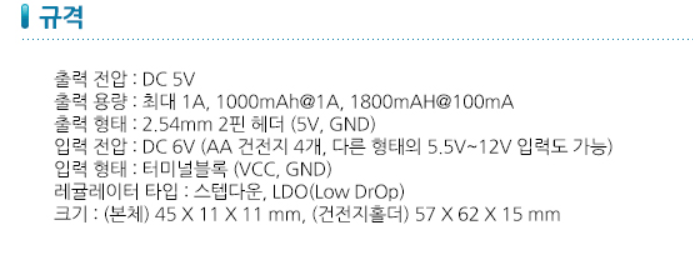 규격
출력 전압 : DC 5V
출력 용량 : 최대 1A, 1000mAh@1A, 1800mAH@100mA
출력 형태 : 2.54mm 2핀 헤더 (5V, GND)
입력 전압 : DC 6V (AA 건전지 4개, 다른 형태의 5.5V~12V 입력도 가능)
입력 형태 : 터미널블록 (VCC, GND)
레귤레이터 타입 : 스텝다운, LDO(Low DrOp)
크기 : (본체) 45 X 11 X 11 mm, (건전지홀더) 57 X 62 X 15 mm